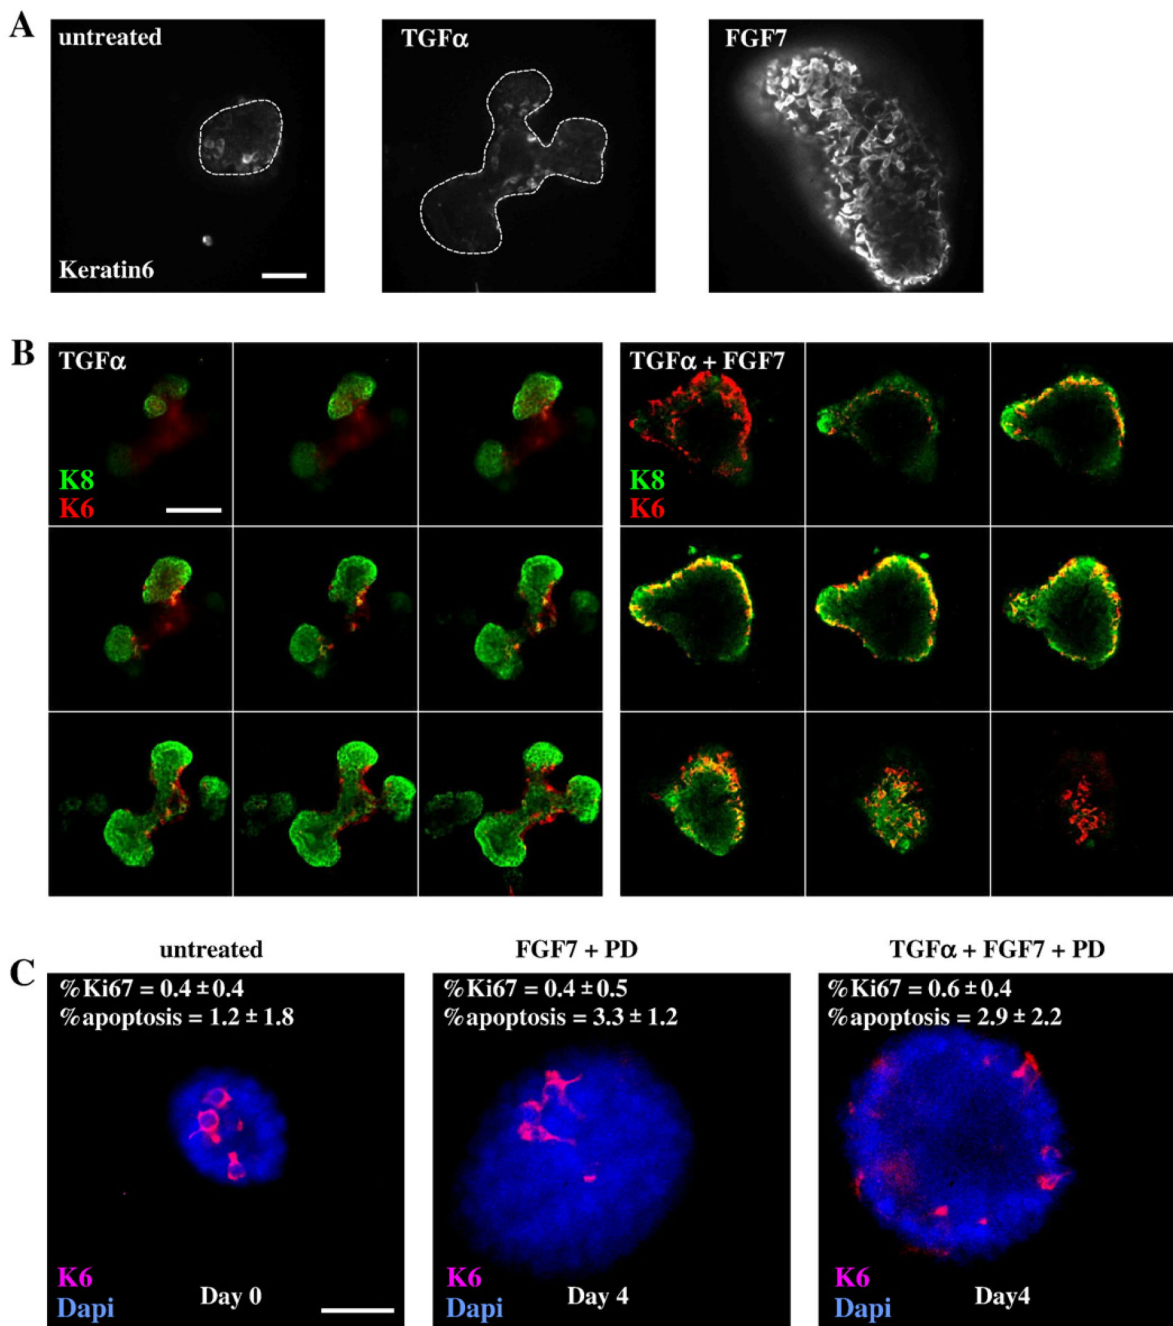 A
untreated
TGFα
FGF7
Keratin6
B
TGFα
TGFα + FGF7
K8
K6
K8
K6
C
untreated
FGF7 + PD
TGFα + FGF7 + PD
%Ki67 = 0.4 ± 0.4
%apoptosis = 1.2 ± 1.8
%Ki67 = 0.4 ± 0.5
%apoptosis = 3.3 ± 1.2
%Ki67 = 0.6 ± 0.4
%apoptosis = 2.9 ± 2.2
K6
Dapi
Day 0
K6
Dapi
Day 4
K6
Dapi
Day4